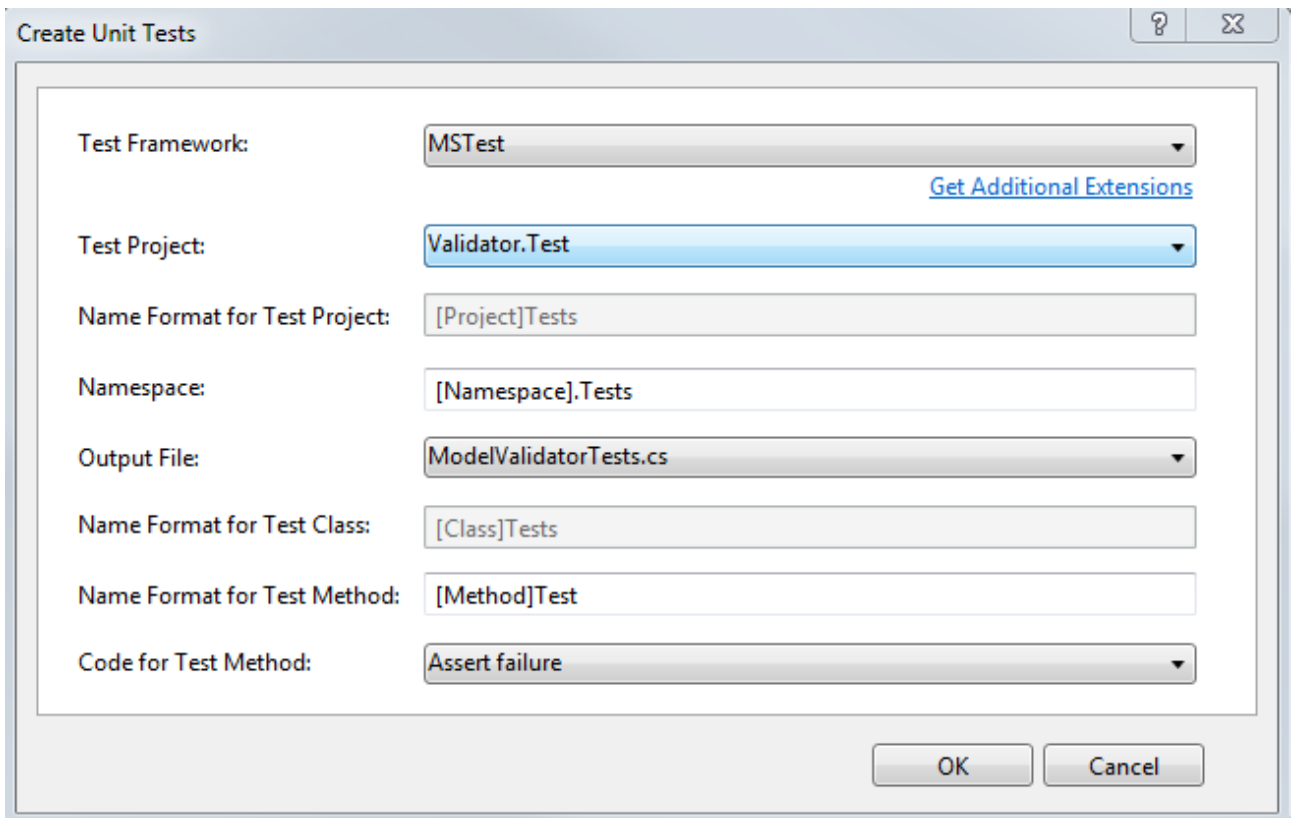 Create Unit Tests
Test Framework: MSTest
Get Additional Extensions
Test Project: Validator.Test
Name Format for Test Project: [Project]Tests
Namespace: [Namespace].Tests
Output File: ModelValidatorTests.cs
Name Format for Test Class: [Class]Tests
Name Format for Test Method: [Method]Test
Code for Test Method: Assert failure
OK Cancel